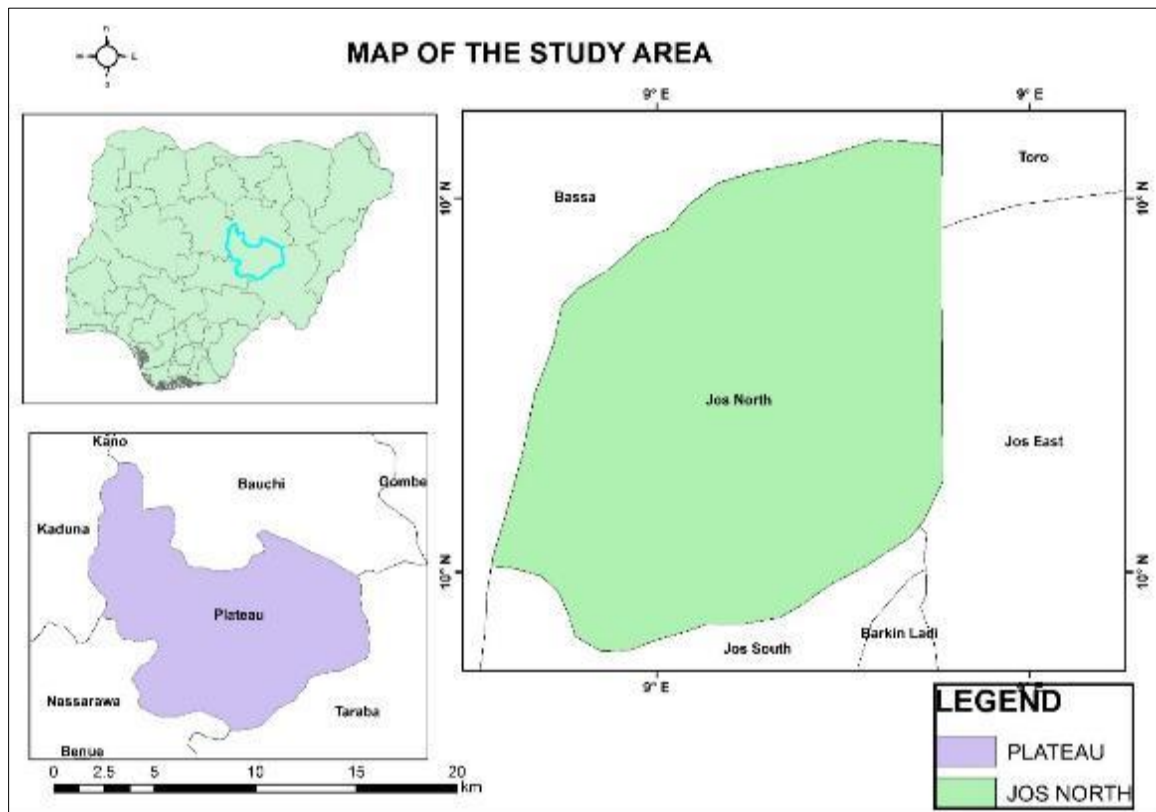 MAP OF THE STUDY AREA
9° E
9° E
10° N
10° N
Bassa
Toro
Jos North
Jos East
Jos South
Barkin Ladi
10° N
10° N
9° E
Kano
Bauchi
Gombe
Kaduna
Plateau
Nassarawa
Taraba
Benue
0 2.5 5 10 15 20
km
LEGEND
PLATEAU
JOS NORTH